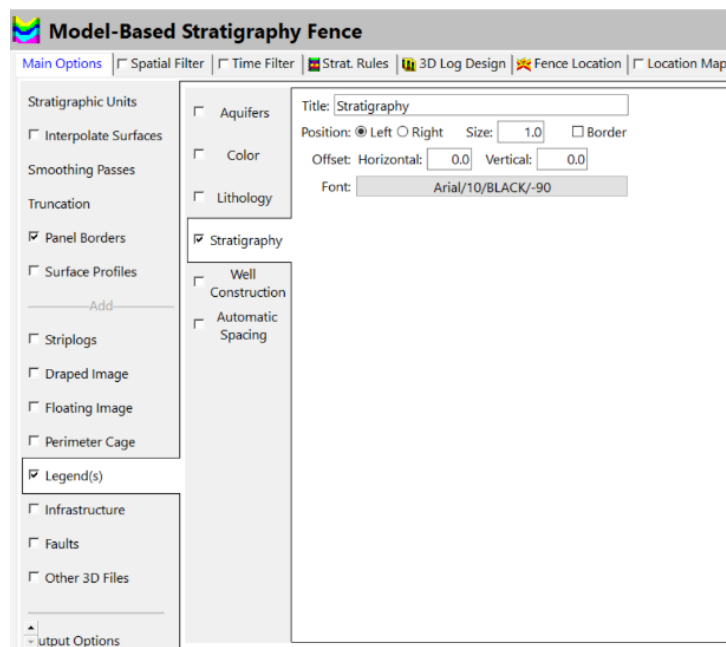 Model-Based Stratigraphy Fence
Main Options Spatial Filter Time Filter Strat. Rules 3D Log Design Fence Location Location Map
Stratigraphic Units
Interpolate Surfaces
Smoothing Passes
Truncation
Panel Borders
Surface Profiles
Add
Striplogs
Draped Image
Floating Image
Perimeter Cage
Legend(s)
Infrastructure
Faults
Other 3D Files
utput Options
Aquifers
Color
Lithology
Stratigraphy
Well
Construction
Automatic
Spacing
Title: Stratigraphy
Position: Left Right Size: 1.0 Border
Offset: Horizontal: 0.0 Vertical: 0.0
Font: Arial/10/BLACK/-90